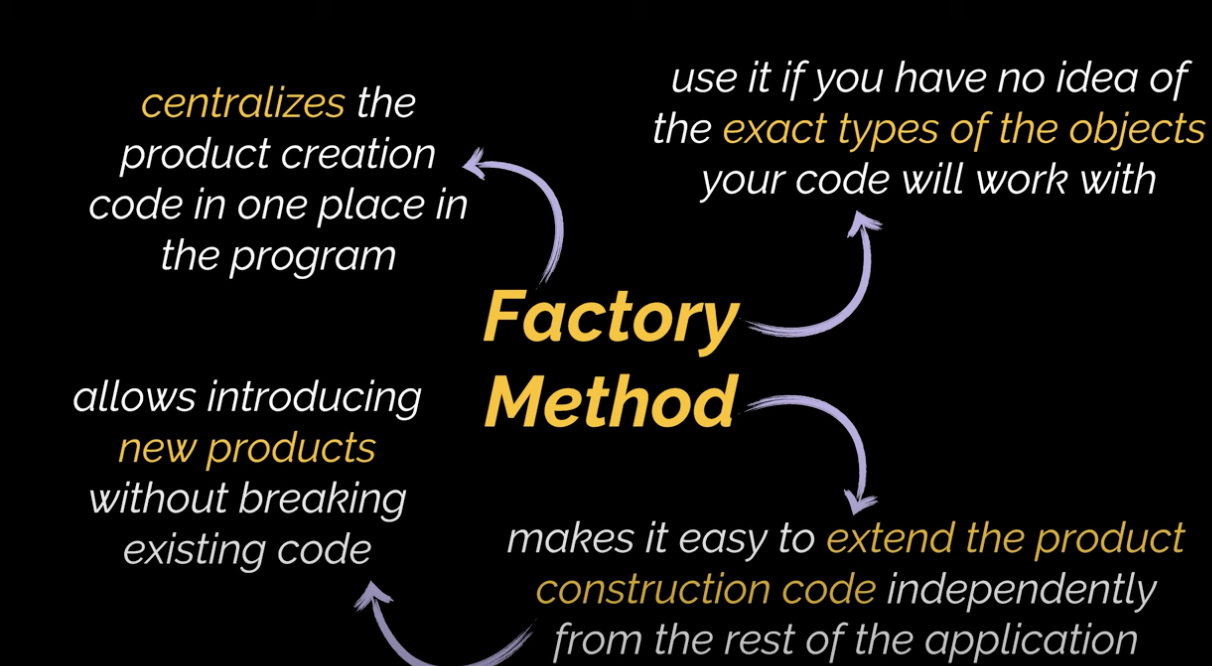 centralizes the
product creation
code in one place in
the program
use it if you have no idea of
the exact types of the objects
your code will work with
Factory
Method
allows introducing
new products
without breaking
existing code
makes it easy to extend the product
construction code independently
from the rest of the application